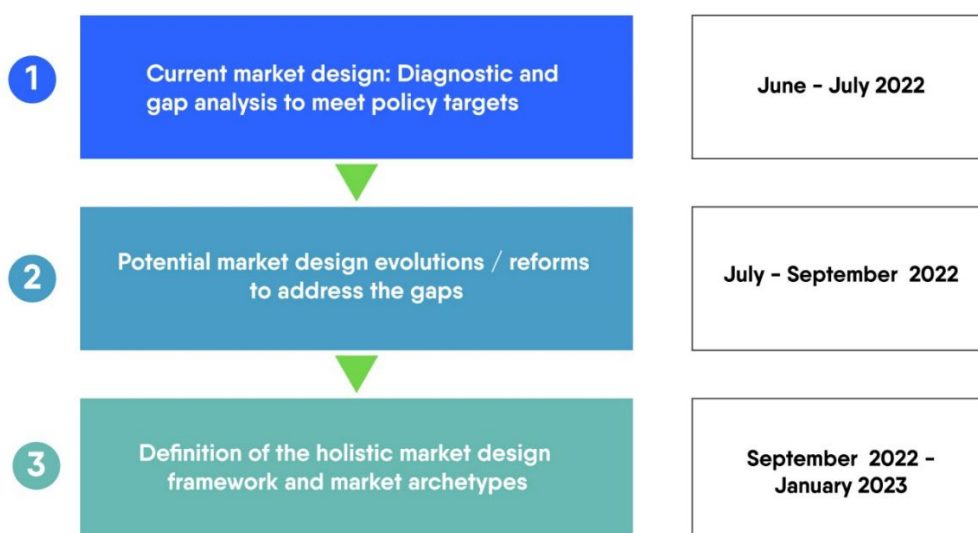 1
Current market design: Diagnostic and
gap analysis to meet policy targets
June - July 2022
2
Potential market design evolutions / reforms
to address the gaps
July - September 2022
3
Definition of the holistic market design
framework and market archetypes
September 2022 -
January 2023